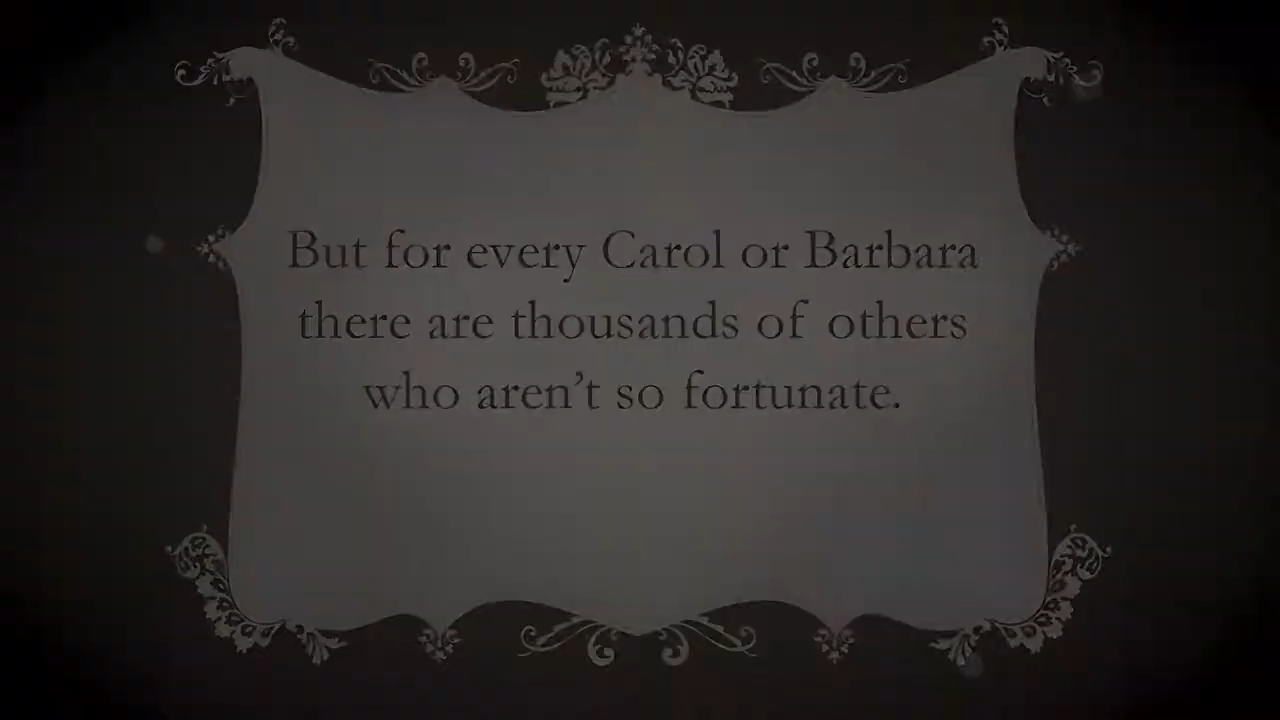 But for every Carol or Barbara
there are thousands of others
who aren’t so fortunate.